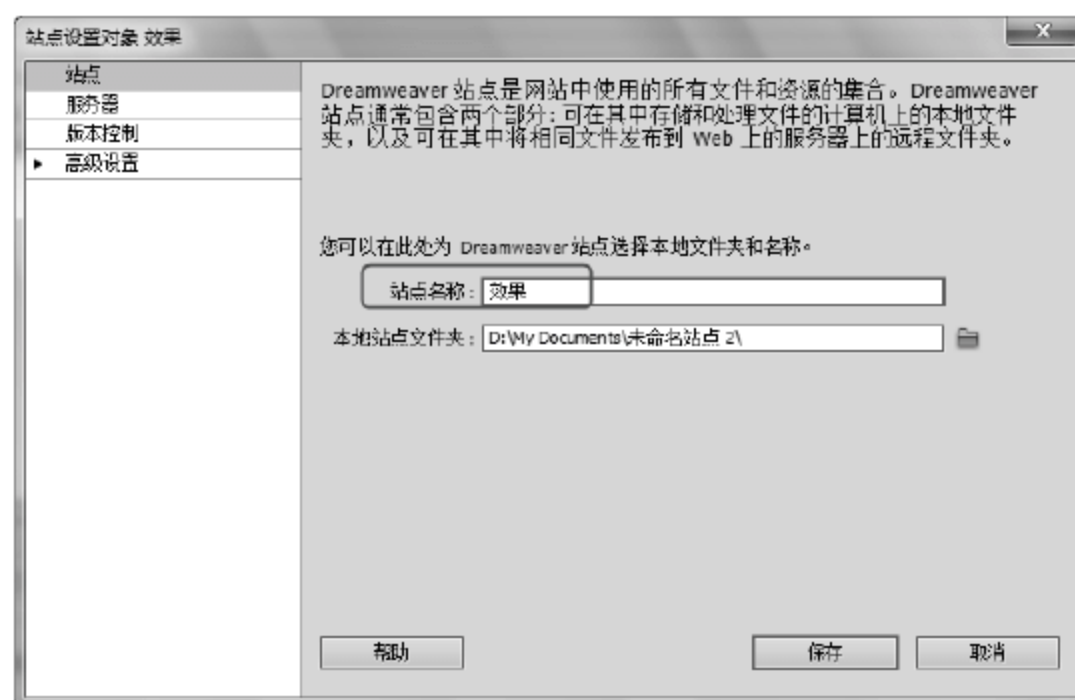 站点设置对象 效果
站点
服务器
版本控制
高级设置
Dreamweaver 站点是网站中使用的所有文件和资源的集合。Dreamweaver
站点通常包含两个部分：可在其中存储和处理文件的计算机上的本地文件
夹，以及可在其中将相同文件发布到 Web 上的服务器上的远程文件夹。
您可以在此处为 Dreamweaver 站点选择本地文件夹和名称。
站点名称：效果
本地站点文件夹：D:\My Documents\未命名站点 2\
帮助 保存 取消